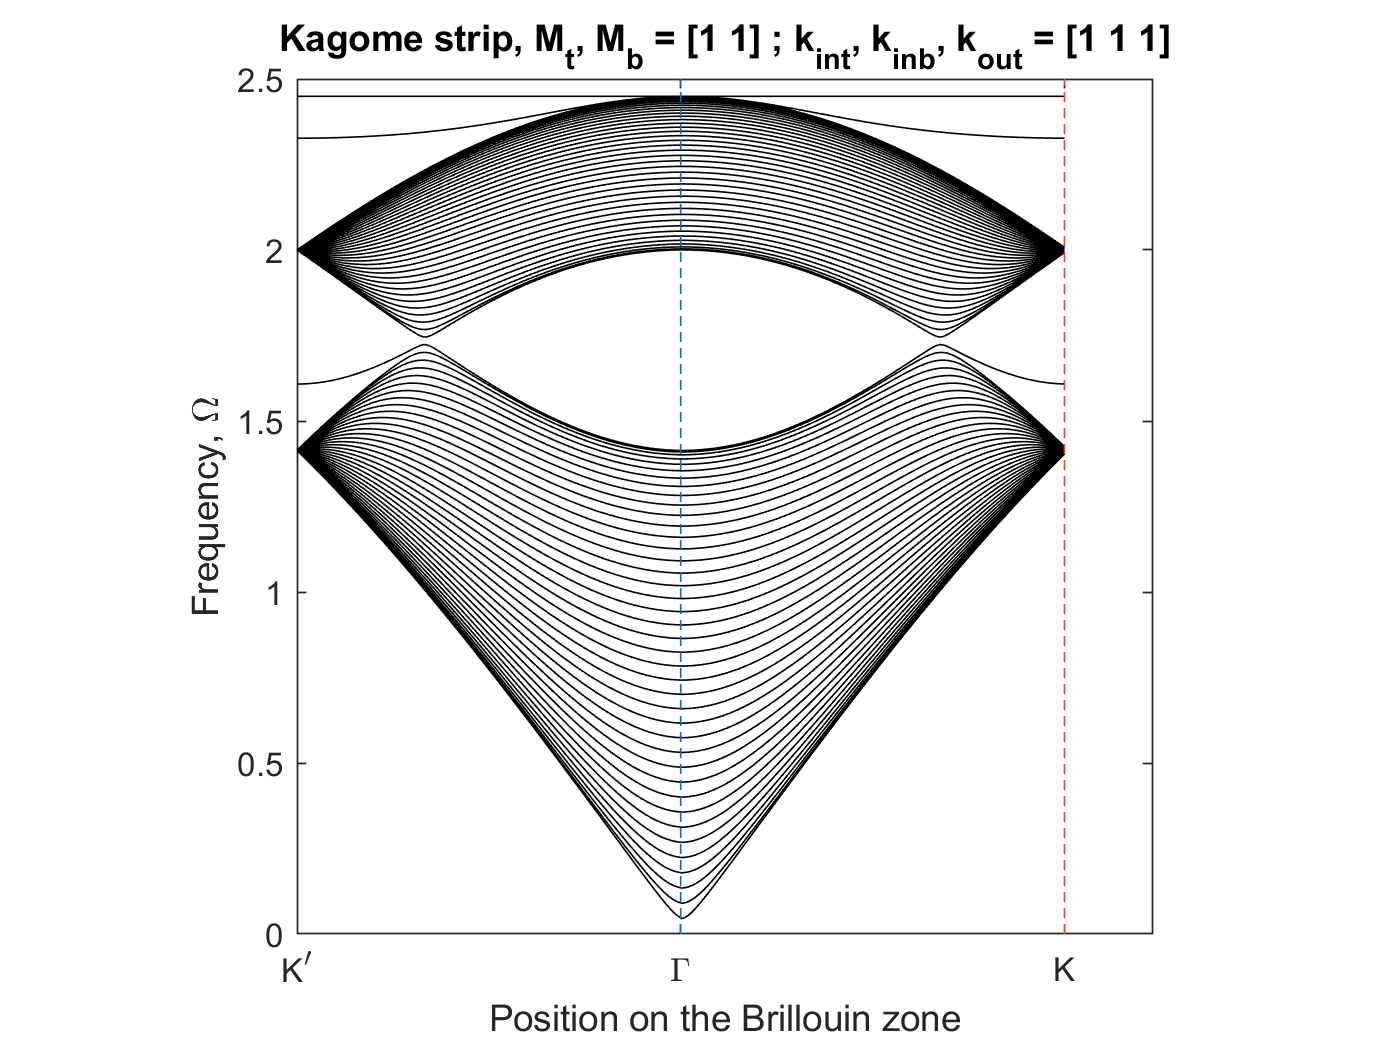 Kagome strip, M_t, M_b = [1 1] ; k_int, k_inb, k_out = [1 1 1]
2.5
2
1.5
1
0.5
0
Frequency, Ω
K′ Γ K
Position on the Brillouin zone